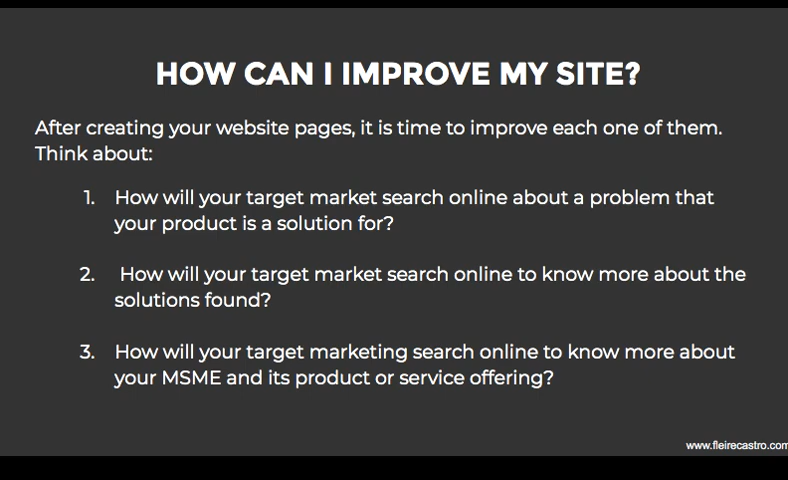 HOW CAN I IMPROVE MY SITE?
After creating your website pages, it is time to improve each one of them.
Think about:
1. How will your target market search online about a problem that
your product is a solution for?
2. How will your target market search online to know more about the
solutions found?
3. How will your target marketing search online to know more about
your MSME and its product or service offering?
www.fleirecastro.com